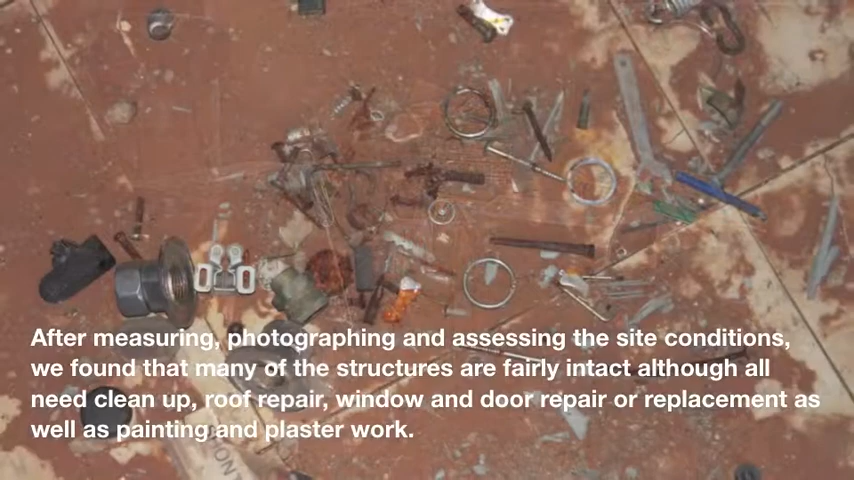 After measuring, photographing and assessing the site conditions,
we found that many of the structures are fairly intact although all
need clean up, roof repair, window and door repair or replacement as
well as painting and plaster work.